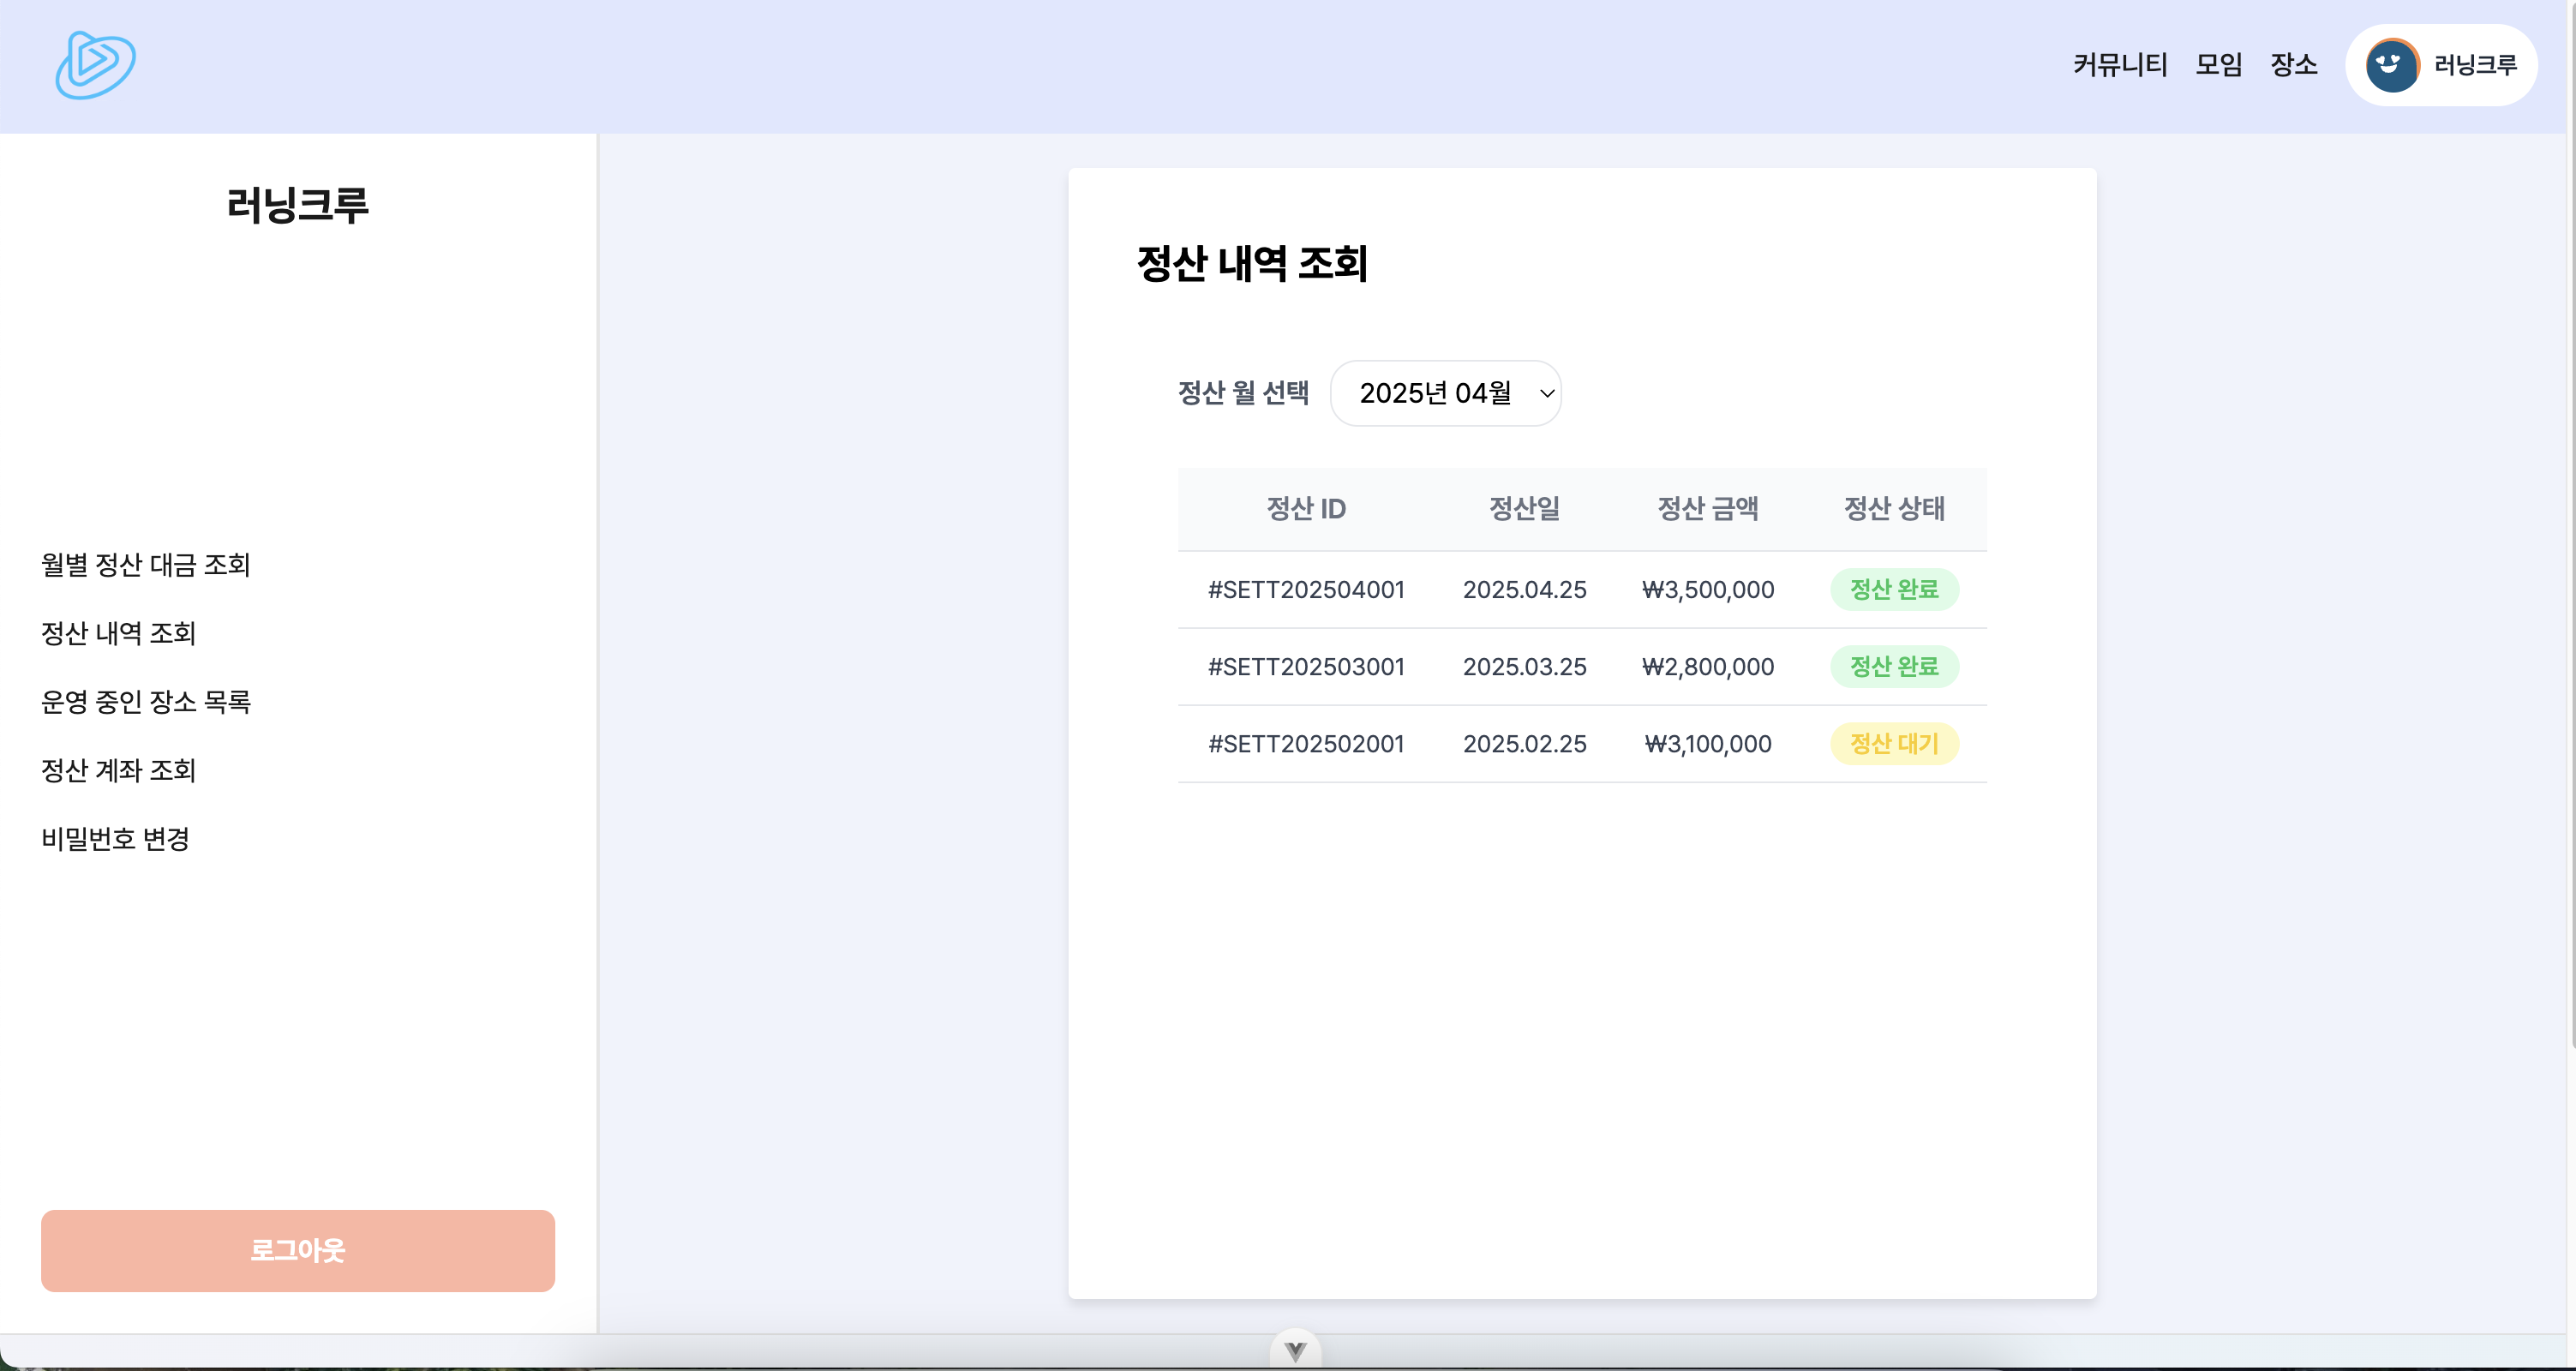 커뮤니티 모임 장소 러닝크루
러닝크루
월별 정산 대금 조회
정산 내역 조회
운영 중인 장소 목록
정산 계좌 조회
비밀번호 변경
로그아웃
정산 내역 조회
정산 월 선택 2025년 04월
정산 ID 정산일 정산 금액 정산 상태
#SETT202504001 2025.04.25 ₩3,500,000 정산 완료
#SETT202503001 2025.03.25 ₩2,800,000 정산 완료
#SETT202502001 2025.02.25 ₩3,100,000 정산 대기